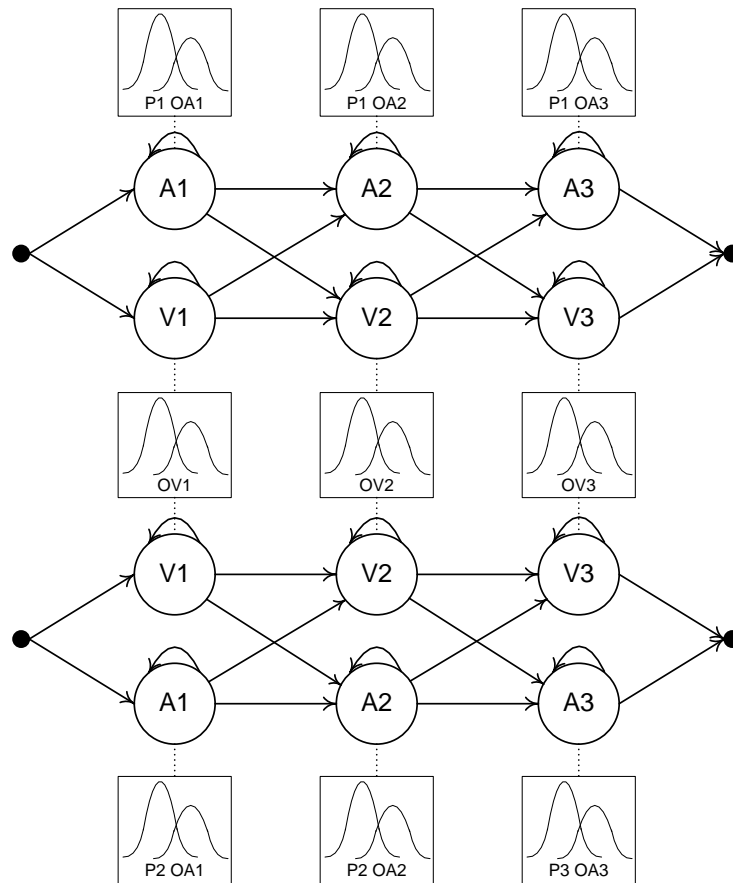 P1 OA1 P1 OA2 P1 OA3
A1 A2 A3
V1 V2 V3
OV1 OV2 OV3
V1 V2 V3
A1 A2 A3
P2 OA1 P2 OA2 P3 OA3